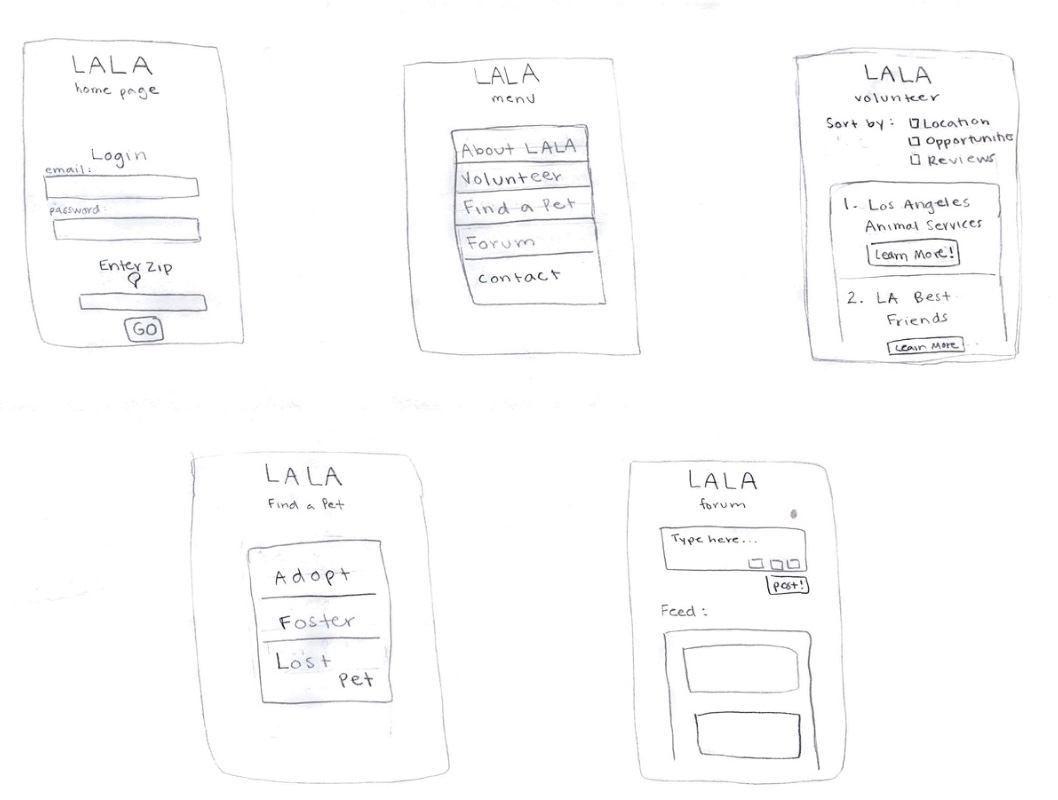 LALA
home page
Login
email:
password:
Enter Zip
GO
LALA
menu
About LALA
Volunteer
Find a Pet
Forum
Contact
LALA
volunteer
Sort by: Location
Opportunities
Reviews
1. Los Angeles
Animal Services
Learn More!
2. LA Best
Friends
Learn More
LALA
Find a Pet
Adopt
Foster
Lost
Pet
LALA
forum
Type here...
post!
Feed: